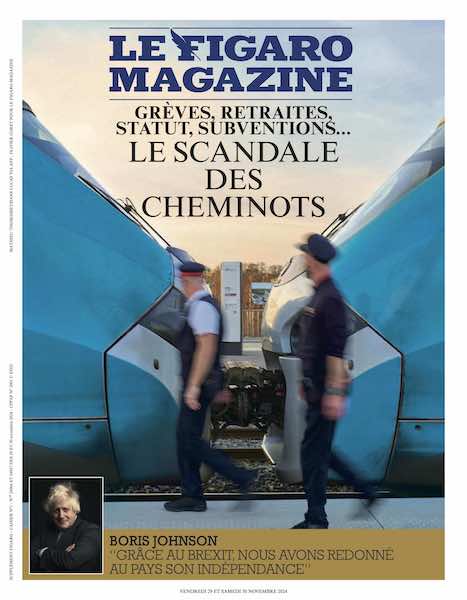 LE FIGARO
MAGAZINE
GRÈVES, RETRAITES,
STATUT, SUBVENTIONS...
LE SCANDALE
DES
CHEMINOTS
BORIS JOHNSON
“GRÂCE AU BREXIT, NOUS AVONS REDONNÉ
AU PAYS SON INDÉPENDANCE”
VENDREDI 29 ET SAMEDI 30 NOVEMBRE 2024